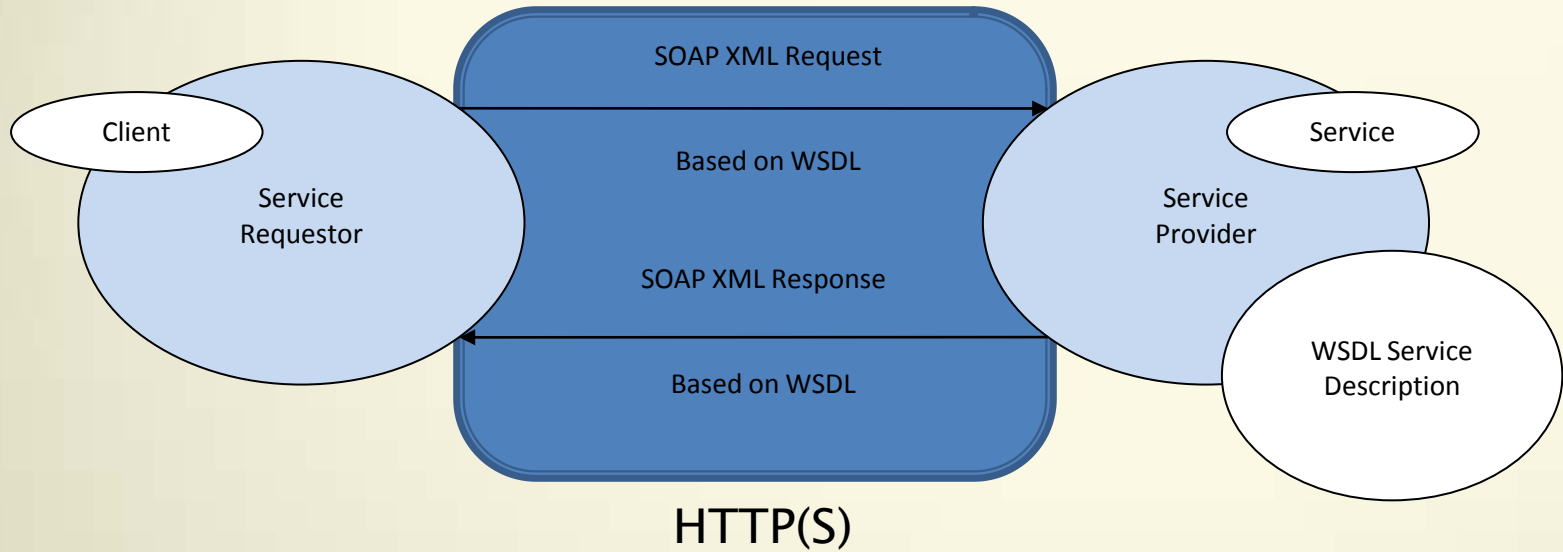 SOAP XML Request
Client
Service
Based on WSDL
Service
Requestor
Service
Provider
SOAP XML Response
WSDL Service
Description
Based on WSDL
HTTP(S)